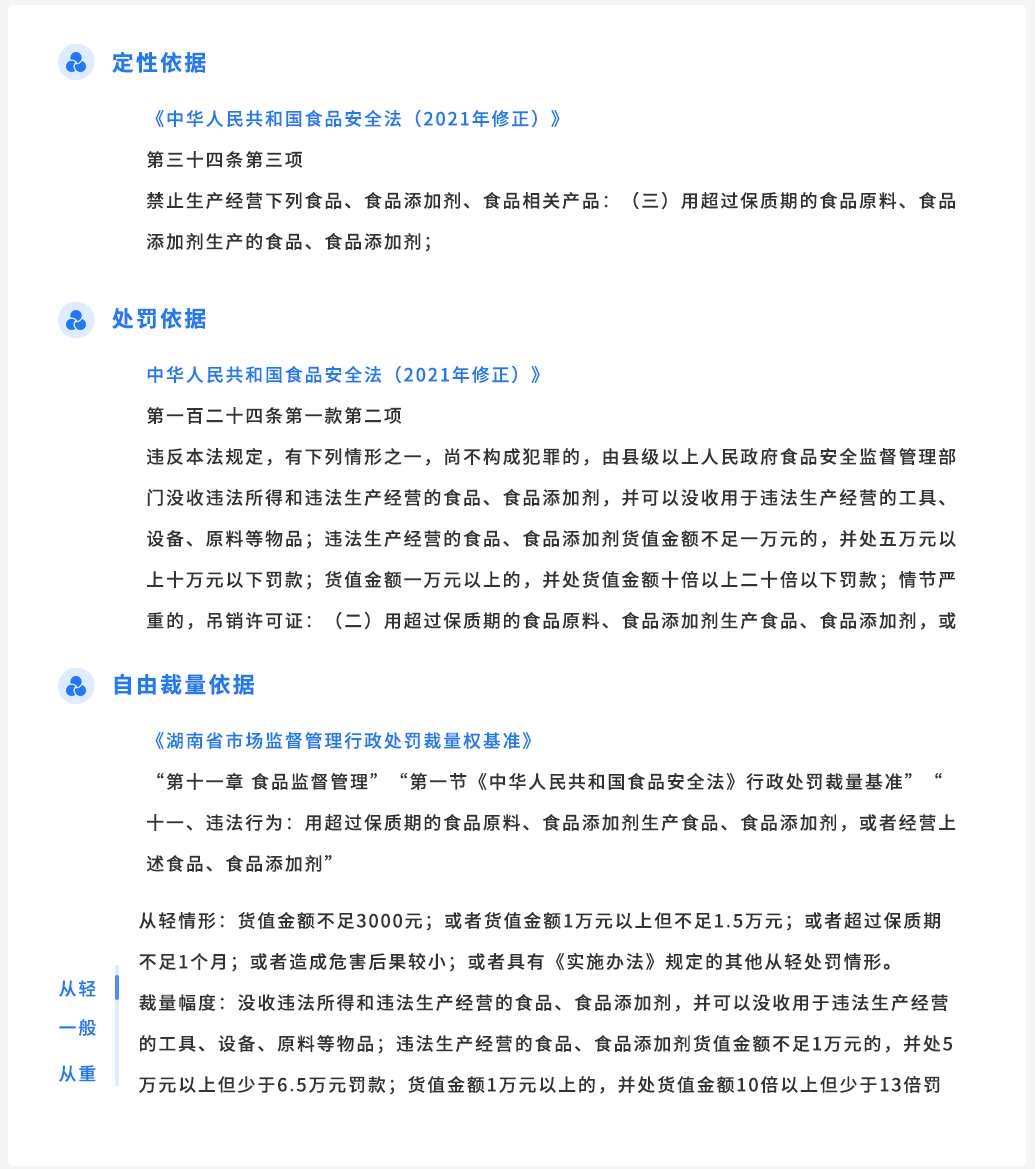 定性依据
《中华人民共和国食品安全法（2021年修正）》
第三十四条第三项
禁止生产经营下列食品、食品添加剂、食品相关产品：（三）用超过保质期的食品原料、食品
添加剂生产的食品、食品添加剂；
处罚依据
中华人民共和国食品安全法（2021年修正）》
第一百二十四条第一款第二项
违反本法规定，有下列情形之一，尚不构成犯罪的，由县级以上人民政府食品安全监督管理部
门没收违法所得和违法生产经营的食品、食品添加剂，并可以没收用于违法生产经营的工具、
设备、原料等物品；违法生产经营的食品、食品添加剂货值金额不足一万元的，并处五万元以
上十万元以下罚款；货值金额一万元以上的，并处货值金额十倍以上二十倍以下罚款；情节严
重的，吊销许可证：（二）用超过保质期的食品原料、食品添加剂生产食品、食品添加剂，或
自由裁量依据
《湖南省市场监督管理行政处罚裁量权基准》
“第十一章 食品监督管理” “第一节《中华人民共和国食品安全法》行政处罚裁量基准” “
十一、违法行为：用超过保质期的食品原料、食品添加剂生产食品、食品添加剂，或者经营上
述食品、食品添加剂”
从轻
一般
从重
从轻情形：货值金额不足3000元；或者货值金额1万元以上但不足1.5万元；或者超过保质期
不足1个月；或者造成危害后果较小；或者具有《实施办法》规定的其他从轻处罚情形。
裁量幅度：没收违法所得和违法生产经营的食品、食品添加剂，并可以没收用于违法生产经营
的工具、设备、原料等物品；违法生产经营的食品、食品添加剂货值金额不足1万元的，并处5
万元以上但少于6.5万元罚款；货值金额1万元以上的，并处货值金额10倍以上但少于13倍罚